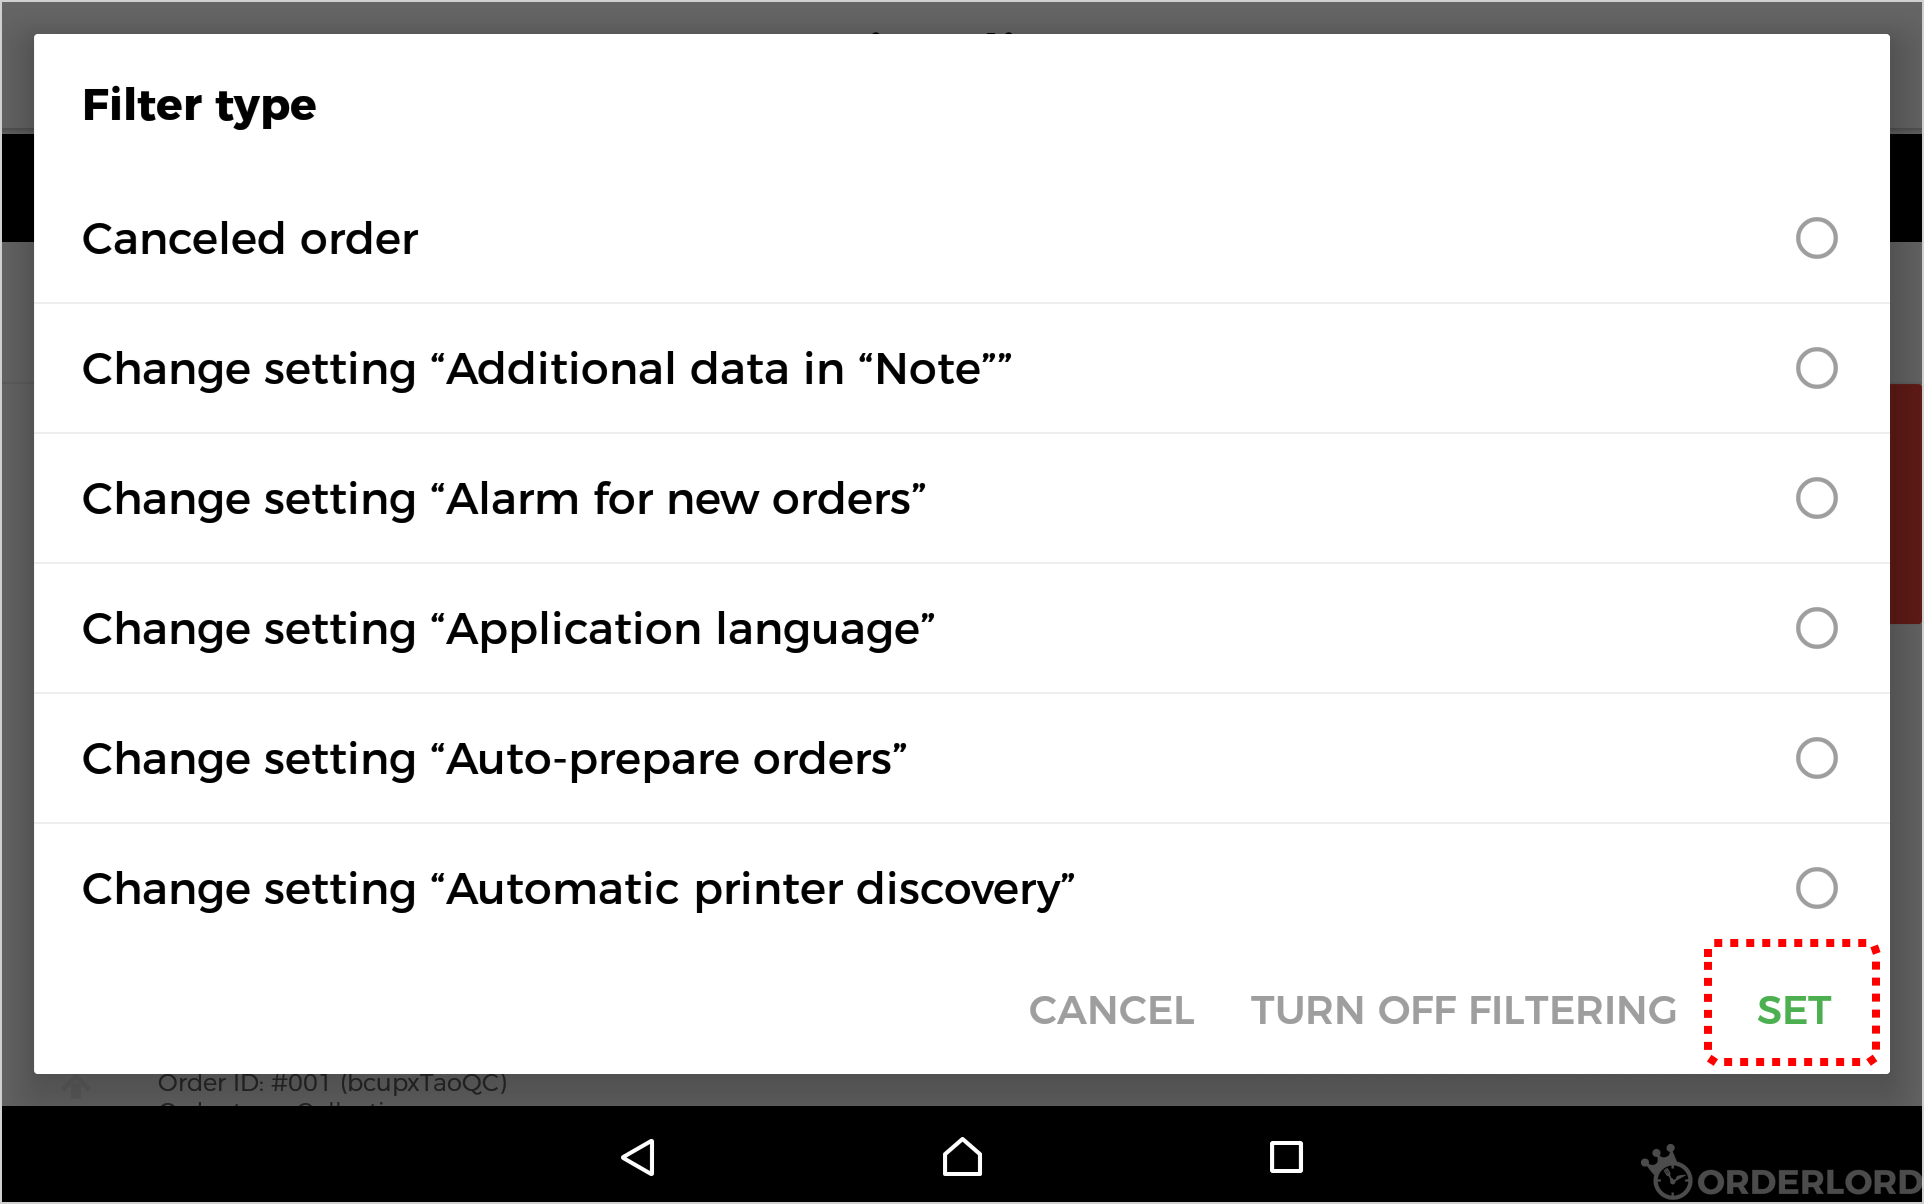 Filter type
Canceled order
Change setting “Additional data in “Note””
Change setting “Alarm for new orders”
Change setting “Application language”
Change setting “Auto-prepare orders”
Change setting “Automatic printer discovery”
CANCEL TURN OFF FILTERING SET
Order ID: #001 (bcupxTaoQC)
ORDERLORD